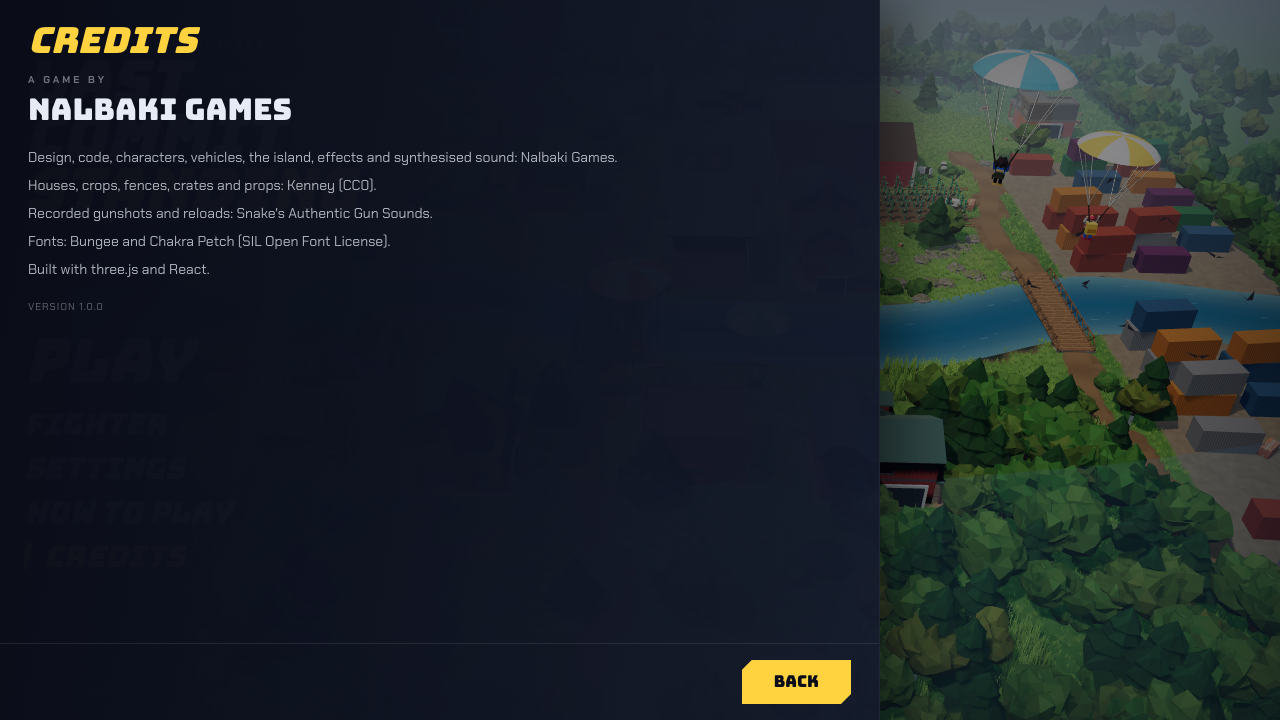 CREDITS
A GAME BY
NALBAKI GAMES
Design, code, characters, vehicles, the island, effects and synthesised sound: Nalbaki Games.
Houses, crops, fences, crates and props: Kenney (CC0).
Recorded gunshots and reloads: Snake's Authentic Gun Sounds.
Fonts: Bungee and Chakra Petch (SIL Open Font License).
Built with three.js and React.
VERSION 1.0.0
PLAY
FIGHTER
SETTINGS
HOW TO PLAY
CREDITS
BACK